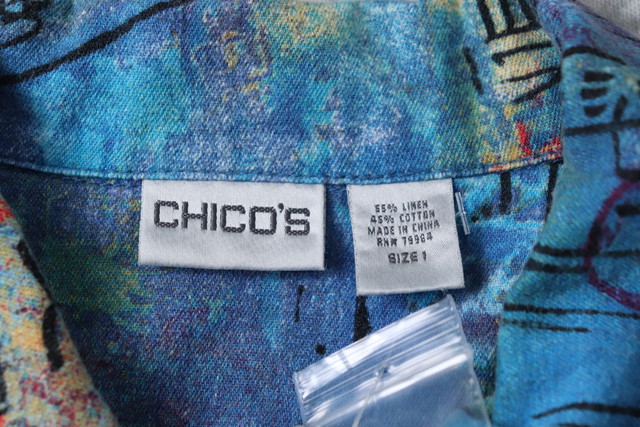 CHICO'S
55% LINEN
45% COTTON
MADE IN CHINA
RN# 79984
SIZE 1